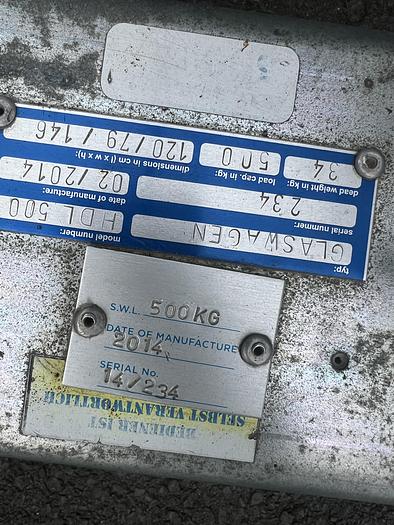 typ:
GLASWAGEN
model number:
HDL 500
serial nummer:
234
date of manufacture:
02/2014
dead weight in kg:
34
load cap. in kg:
500
dimensions in cm (l x w x h):
120/79/146
S.W.L. 500KG
DATE OF MANUFACTURE
2014
SERIAL No.
14/234
BEDIENER IST
SELBST VERANTWORTLICH